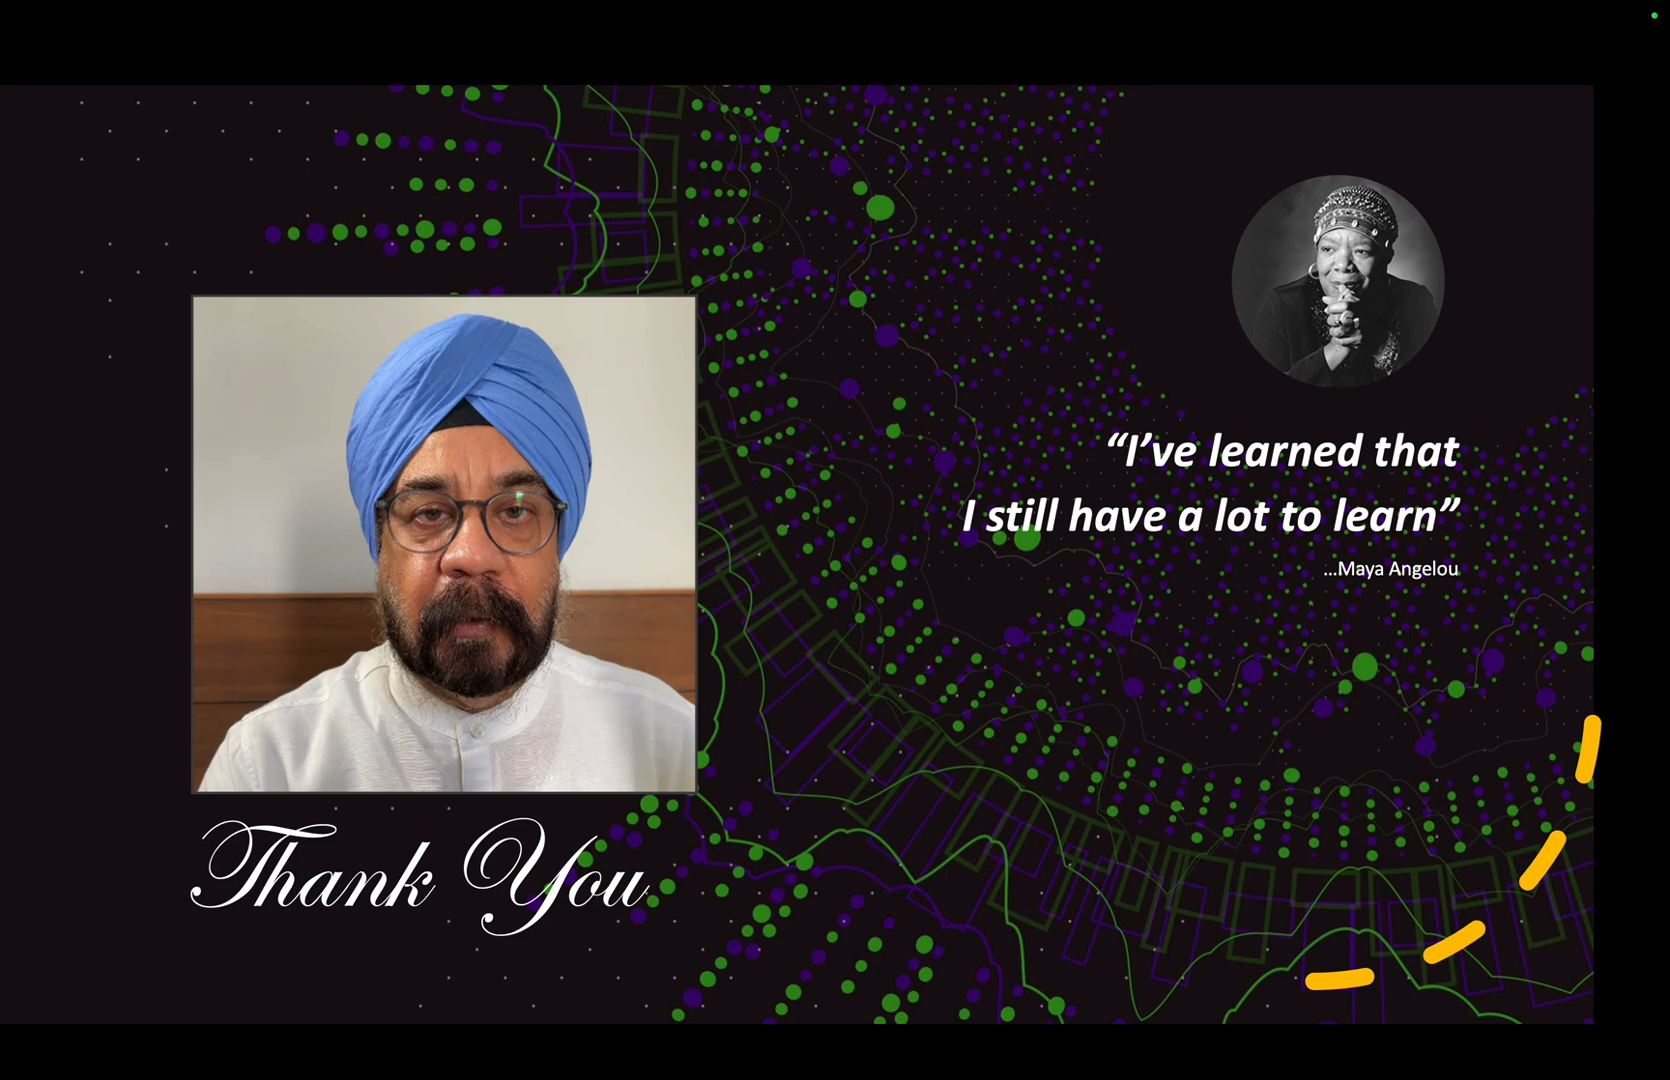 “I’ve learned that
I still have a lot to learn”
...Maya Angelou
Thank You